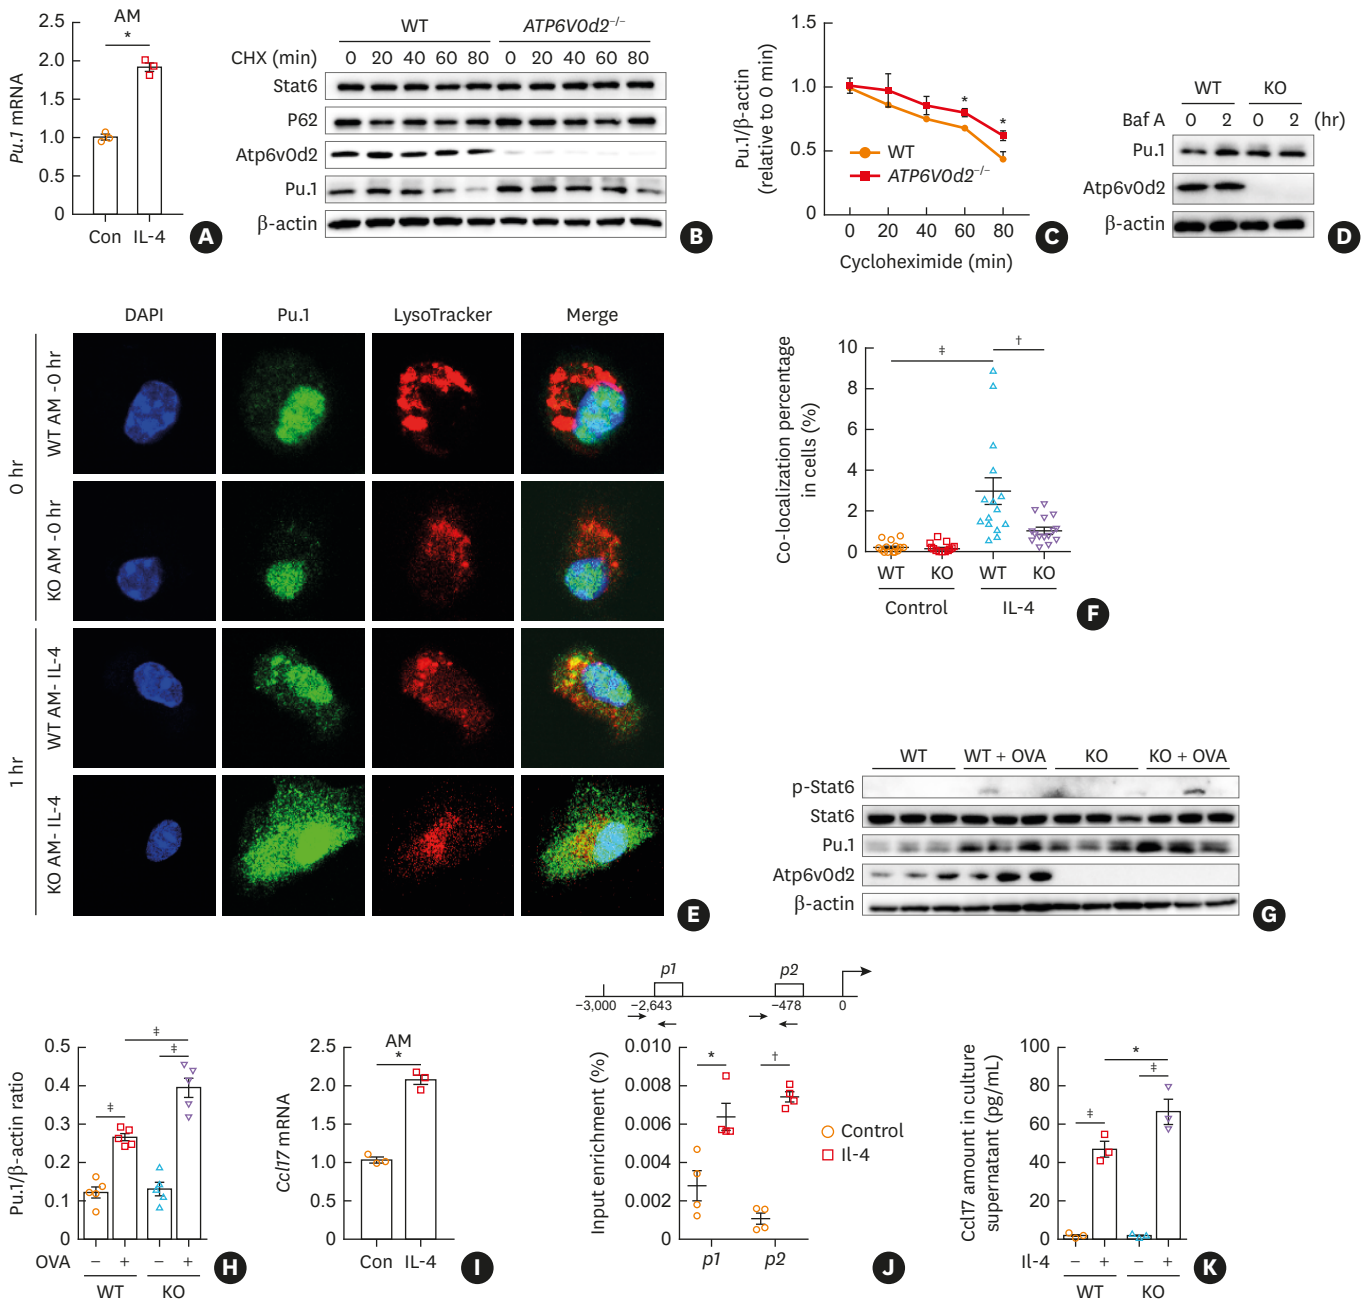 AM
*
2.5
2.0
1.5
1.0
0.5
0
Pu.1 mRNA
Con IL-4
A
WT ATP6V0d2−/−
CHX (min) 0 20 40 60 80 0 20 40 60 80
Stat6
P62
Atp6v0d2
Pu.1
β-actin
B
1.5
1.0
0.5
0
Pu.1/β-actin
(relative to 0 min)
*
*
WT
ATP6V0d2−/−
0 20 40 60 80
Cycloheximide (min)
C
WT KO
Baf A 0 2 0 2 (hr)
Pu.1
Atp6v0d2
β-actin
D
DAPI Pu.1 LysoTracker Merge
0 hr
WT AM -0 hr
KO AM -0 hr
1 hr
WT AM- IL-4
KO AM- IL-4
E
Co-localization percentage
in cells (%)
10
8
6
4
2
0
‡
†
WT KO WT KO
Control IL-4
F
WT WT + OVA KO KO + OVA
p-Stat6
Stat6
Pu.1
Atp6v0d2
β-actin
G
Pu.1/β-actin ratio
0.5
0.4
0.3
0.2
0.1
0
‡
‡
‡
OVA − + − +
WT KO
H
AM
*
Ccl17 mRNA
2.5
2.0
1.5
1.0
0.5
0
Con IL-4
I
p1 p2
−3,000 −2,643 −478 0
Input enrichment (%)
0.010
0.008
0.006
0.004
0.002
0
*
†
Control
Il-4
p1 p2
J
Ccl17 amount in culture
supernatant (pg/mL)
100
80
60
40
20
0
*
‡
‡
Il-4 − + − +
WT KO
K